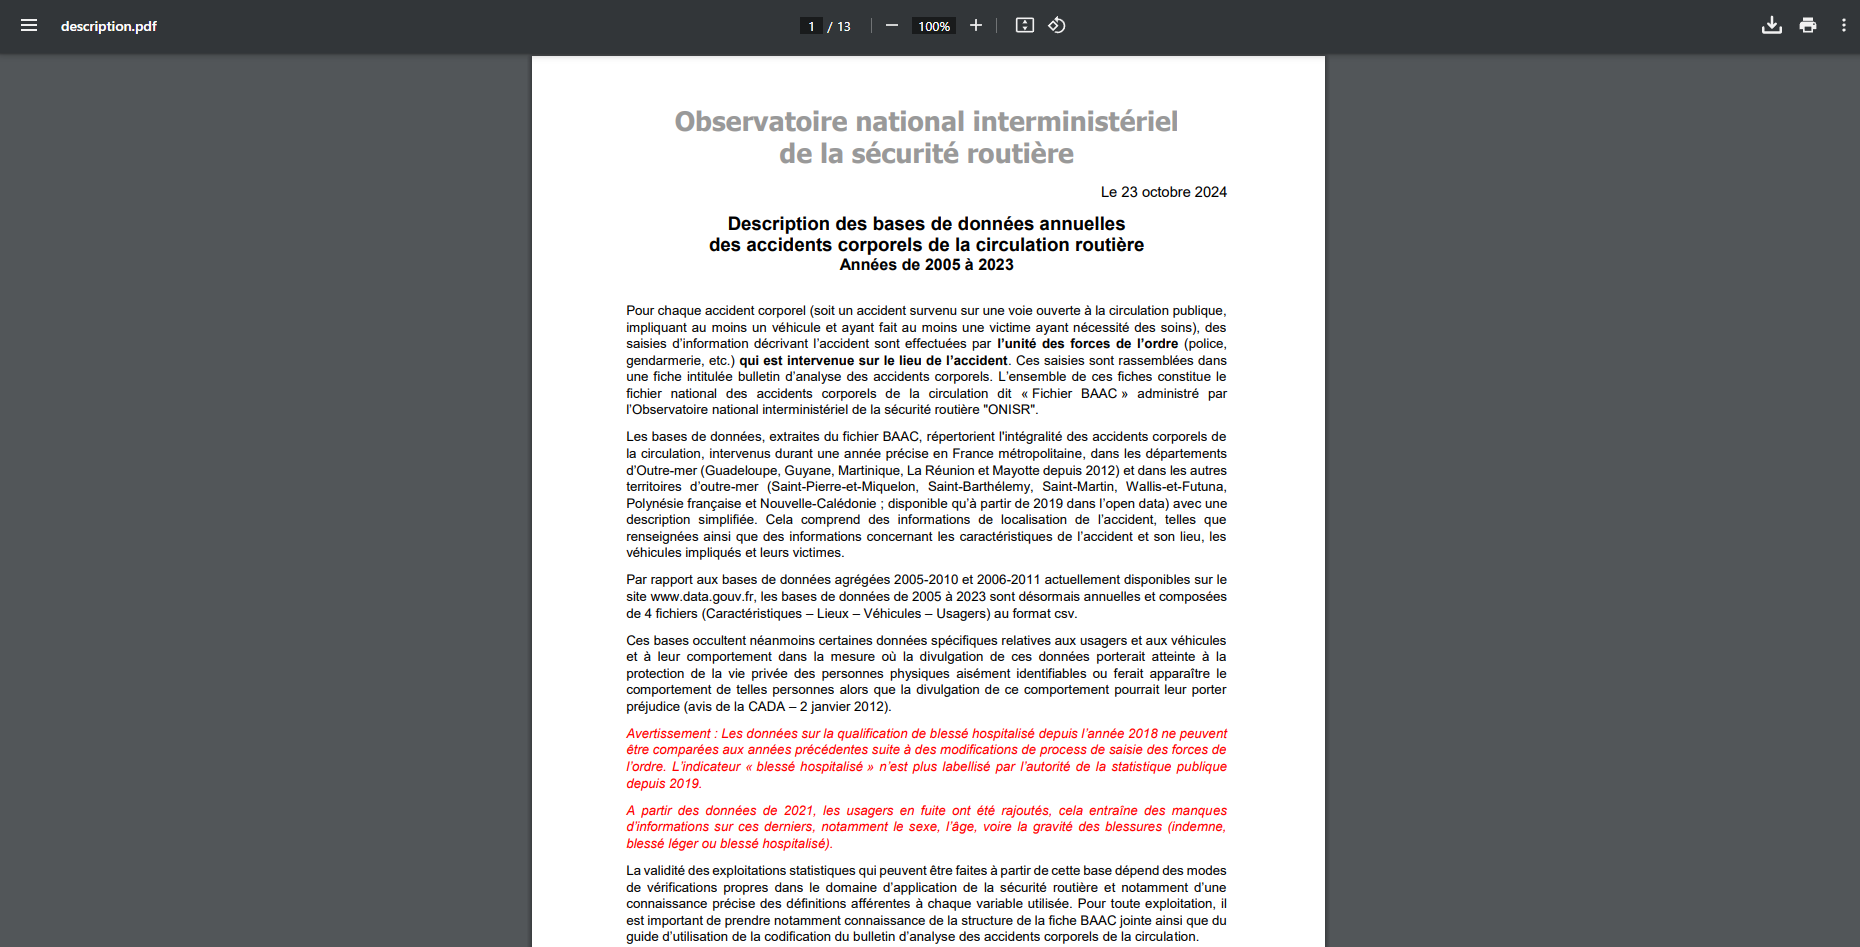 description.pdf
1 / 13
100%
Observatoire national interministériel
de la sécurité routière
Le 23 octobre 2024
Description des bases de données annuelles
des accidents corporels de la circulation routière
Années de 2005 à 2023
Pour chaque accident corporel (soit un accident survenu sur une voie ouverte à la circulation publique,
impliquant au moins un véhicule et ayant fait au moins une victime ayant nécessité des soins), des
saisies d’information décrivant l’accident sont effectuées par l’unité des forces de l’ordre (police,
gendarmerie, etc.) qui est intervenue sur le lieu de l’accident. Ces saisies sont rassemblées dans
une fiche intitulée bulletin d’analyse des accidents corporels. L’ensemble de ces fiches constitue le
fichier national des accidents corporels de la circulation dit « Fichier BAAC » administré par
l’Observatoire national interministériel de la sécurité routière "ONISR".
Les bases de données, extraites du fichier BAAC, répertorient l'intégralité des accidents corporels de
la circulation, intervenus durant une année précise en France métropolitaine, dans les départements
d’Outre-mer (Guadeloupe, Guyane, Martinique, La Réunion et Mayotte depuis 2012) et dans les autres
territoires d’outre-mer (Saint-Pierre-et-Miquelon, Saint-Barthélemy, Saint-Martin, Wallis-et-Futuna,
Polynésie française et Nouvelle-Calédonie ; disponible qu’à partir de 2019 dans l’open data) avec une
description simplifiée. Cela comprend des informations de localisation de l’accident, telles que
renseignées ainsi que des informations concernant les caractéristiques de l’accident et son lieu, les
véhicules impliqués et leurs victimes.
Par rapport aux bases de données agrégées 2005-2010 et 2006-2011 actuellement disponibles sur le
site www.data.gouv.fr, les bases de données de 2005 à 2023 sont désormais annuelles et composées
de 4 fichiers (Caractéristiques – Lieux – Véhicules – Usagers) au format csv.
Ces bases occultent néanmoins certaines données spécifiques relatives aux usagers et aux véhicules
et à leur comportement dans la mesure où la divulgation de ces données porterait atteinte à la
protection de la vie privée des personnes physiques aisément identifiables ou ferait apparaître le
comportement de telles personnes alors que la divulgation de ce comportement pourrait leur porter
préjudice (avis de la CADA – 2 janvier 2012).
Avertissement : Les données sur la qualification de blessé hospitalisé depuis l’année 2018 ne peuvent
être comparées aux années précédentes suite à des modifications de process de saisie des forces de
l’ordre. L’indicateur « blessé hospitalisé » n’est plus labellisé par l’autorité de la statistique publique
depuis 2019.
A partir des données de 2021, les usagers en fuite ont été rajoutés, cela entraîne des manques
d’informations sur ces derniers, notamment le sexe, l’âge, voire la gravité des blessures (indemne,
blessé léger ou blessé hospitalisé).
La validité des exploitations statistiques qui peuvent être faites à partir de cette base dépend des modes
de vérifications propres dans le domaine d’application de la sécurité routière et notamment d’une
connaissance précise des définitions afférentes à chaque variable utilisée. Pour toute exploitation, il
est important de prendre notamment connaissance de la structure de la fiche BAAC jointe ainsi que du
guide d’utilisation de la codification du bulletin d’analyse des accidents corporels de la circulation.